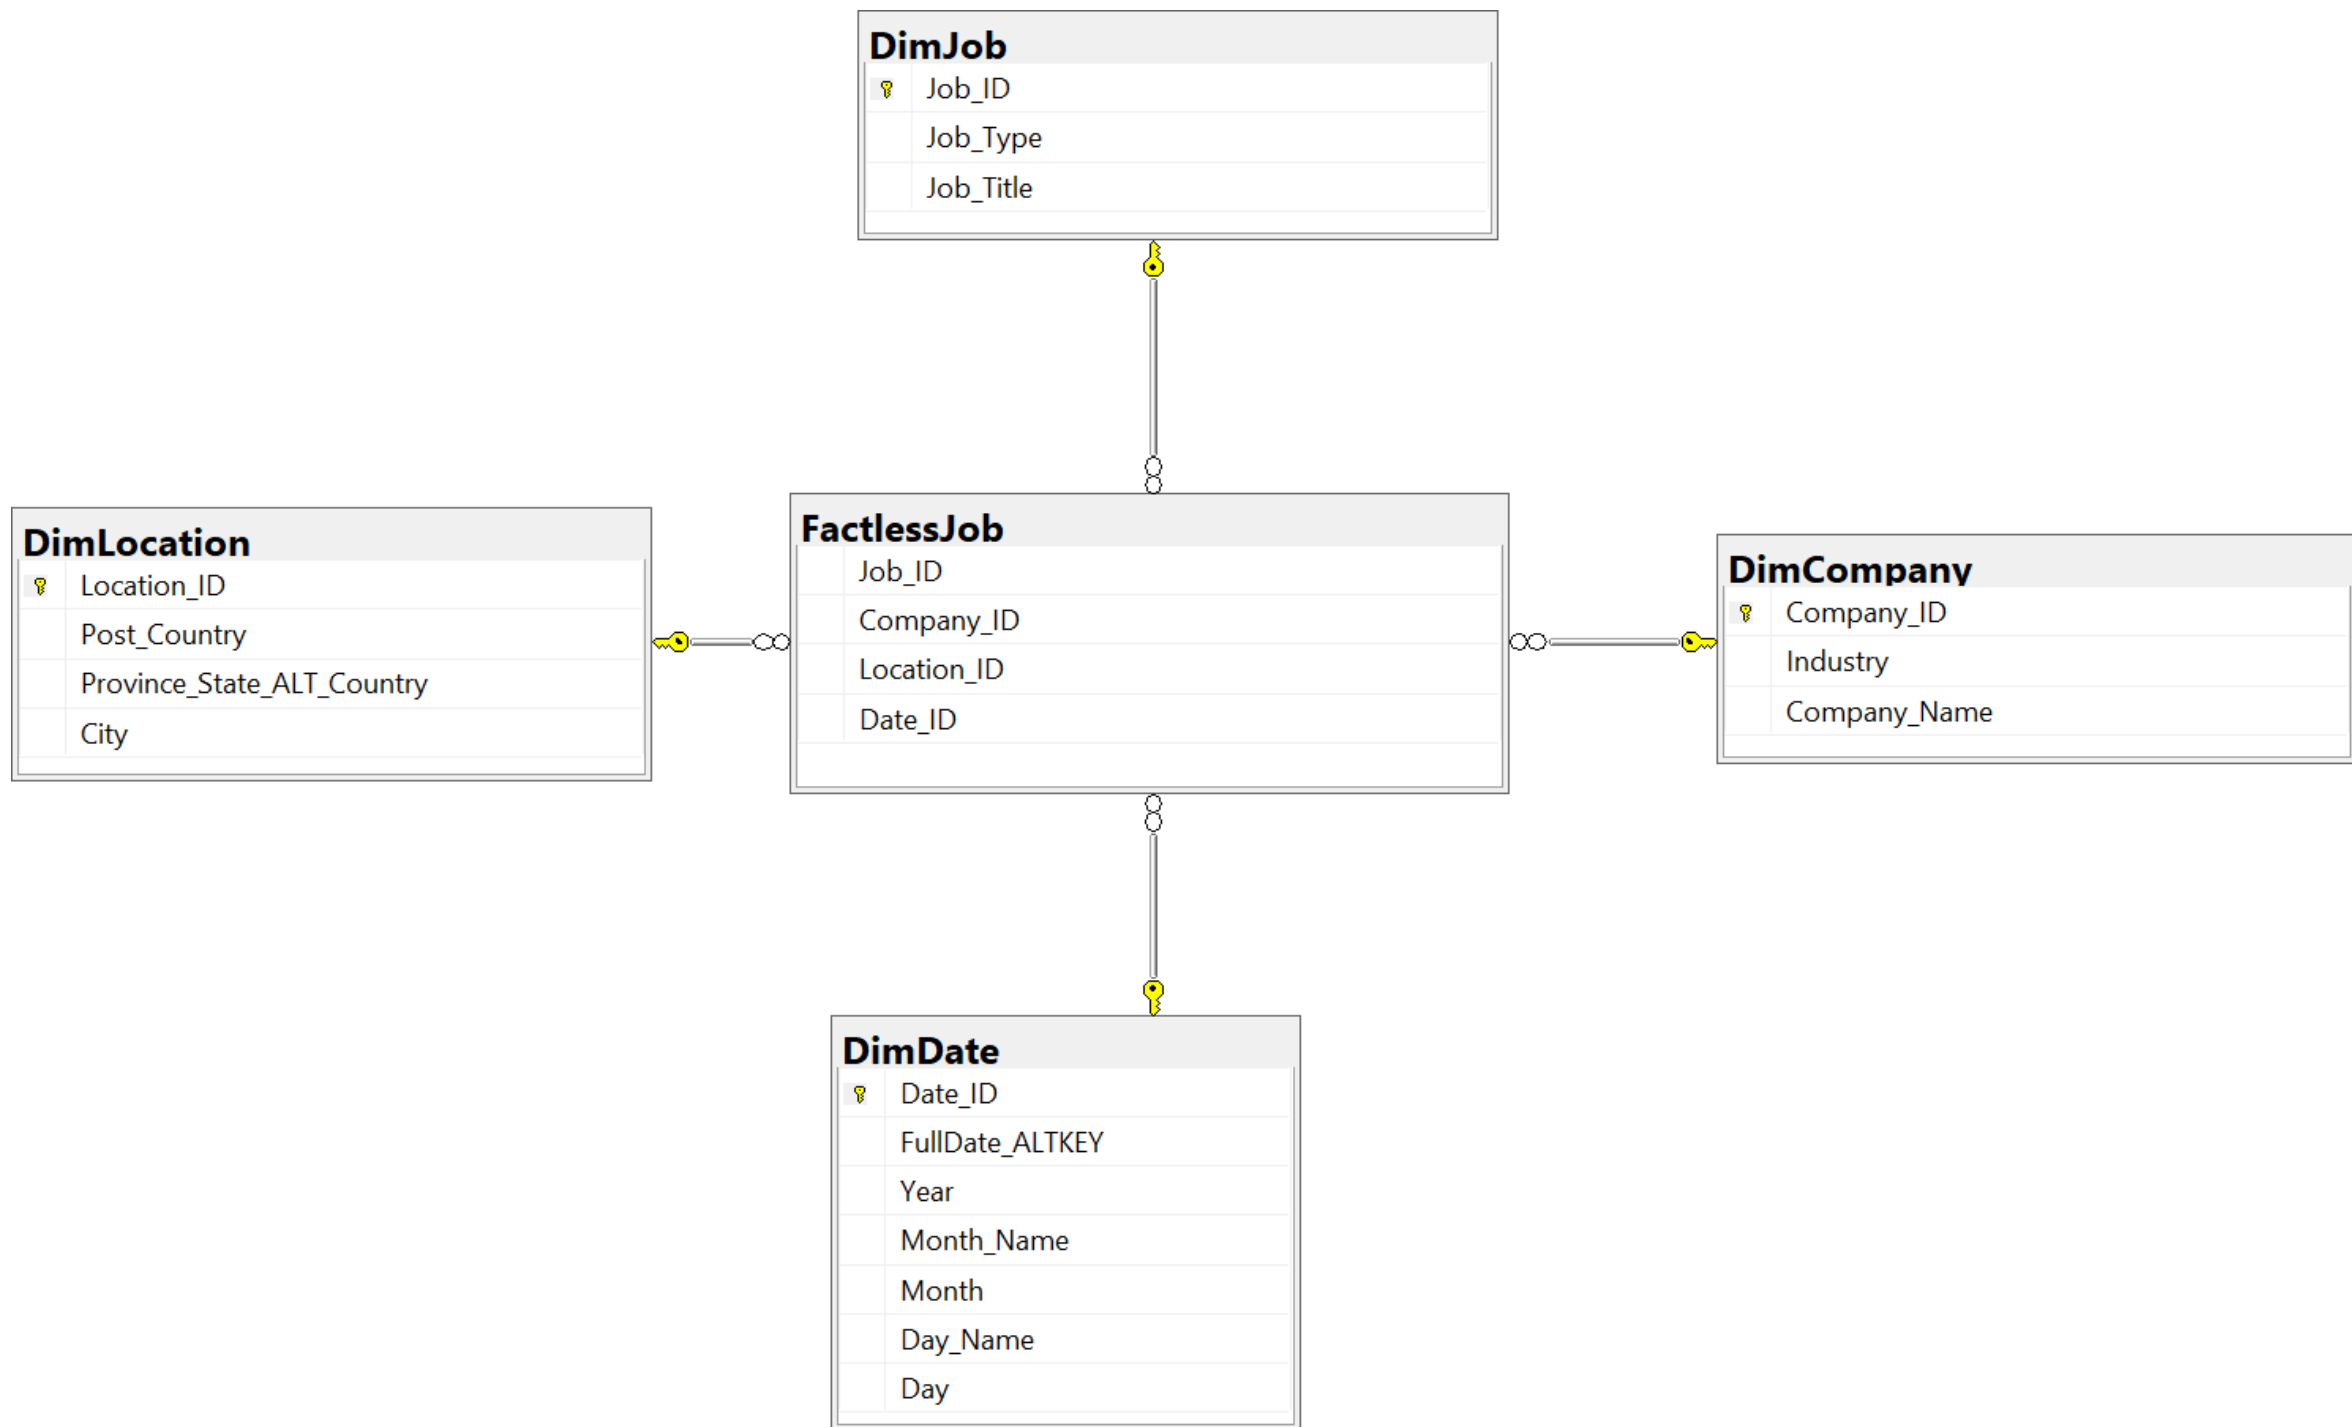 DimJob
Job_ID
Job_Type
Job_Title
DimLocation
Location_ID
Post_Country
Province_State_ALT_Country
City
FactlessJob
Job_ID
Company_ID
Location_ID
Date_ID
DimCompany
Company_ID
Industry
Company_Name
DimDate
Date_ID
FullDate_ALTKEY
Year
Month_Name
Month
Day_Name
Day